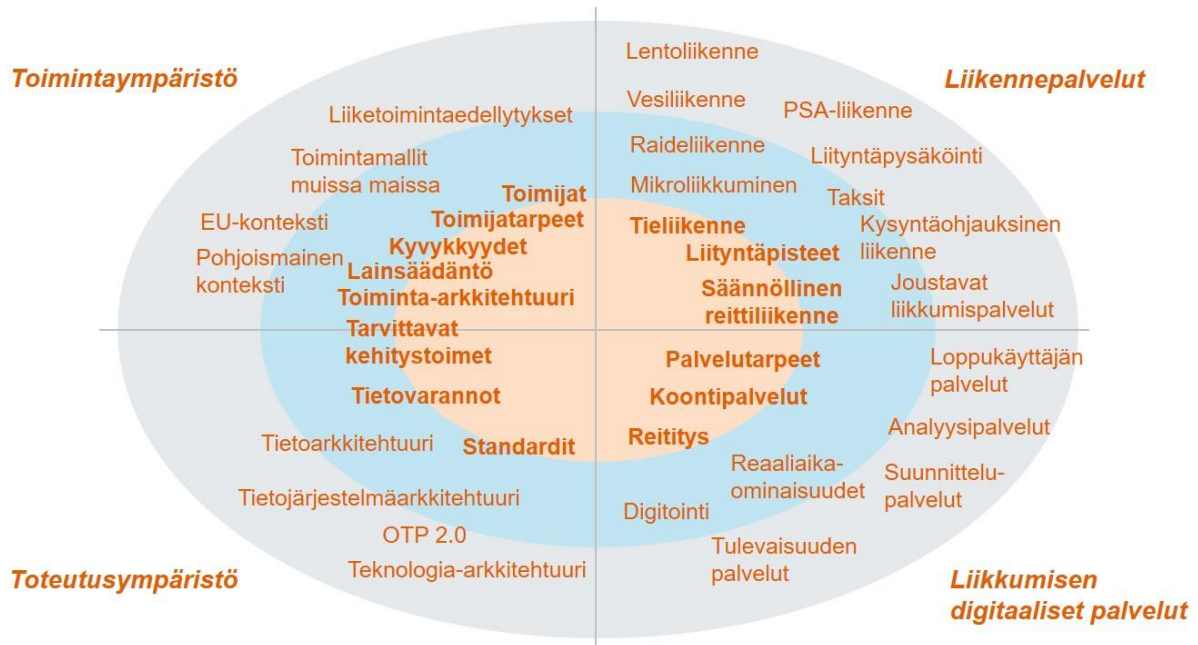 Toimintaympäristö
Liiketoimintaedellytykset
Toimintamallit
muissa maissa
Toimijat
EU-konteksti
Toimijatarpeet
Kyvykkyydet
Pohjoismainen
konteksti
Lainsäädäntö
Toiminta-arkkitehtuuri
Liikennepalvelut
Lentoliikenne
Vesiliikenne
PSA-liikenne
Raideliikenne
Liityntäpysäköinti
Mikroliikkuminen
Taksit
Tieliikenne
Kysyntäohjauksinen
liikenne
Liityntäpisteet
Säännöllinen
reittiliikenne
Joustavat
liikkumispalvelut
Tarvittavat
kehitystoimet
Tietovarannot
Tietoarkkitehtuuri
Standardit
Tietojärjestelmäarkkitehtuuri
OTP 2.0
Teknologia-arkkitehtuuri
Toteutusympäristö
Palvelutarpeet
Loppukäyttäjän
palvelut
Koontipalvelut
Analyysipalvelut
Reititys
Reaaliaika-
ominaisuudet
Suunnittelu-
palvelut
Digitointi
Tulevaisuuden
palvelut
Liikkumisen
digitaaliset palvelut